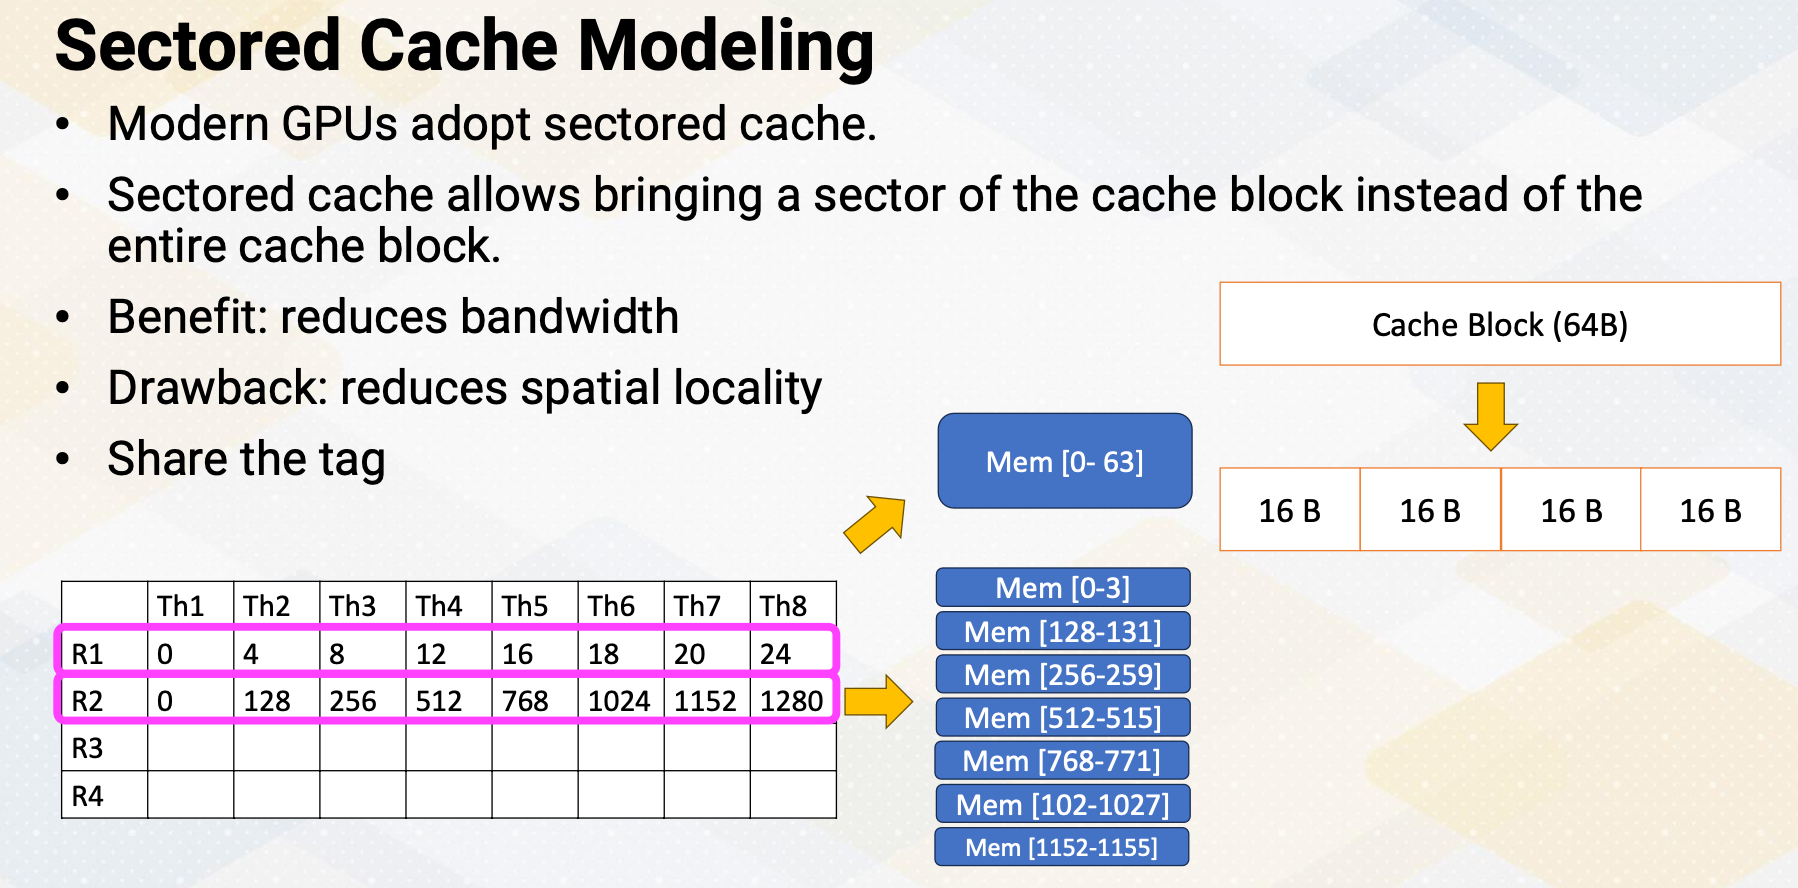 Sectored Cache Modeling
• Modern GPUs adopt sectored cache.
• Sectored cache allows bringing a sector of the cache block instead of the
entire cache block.
• Benefit: reduces bandwidth
• Drawback: reduces spatial locality
• Share the tag
Cache Block (64B)
16 B 16 B 16 B 16 B
Mem [0- 63]
Mem [0-3]
Mem [128-131]
Mem [256-259]
Mem [512-515]
Mem [768-771]
Mem [102-1027]
Mem [1152-1155]
Th1 Th2 Th3 Th4 Th5 Th6 Th7 Th8
R1 0 4 8 12 16 18 20 24
R2 0 128 256 512 768 1024 1152 1280
R3
R4